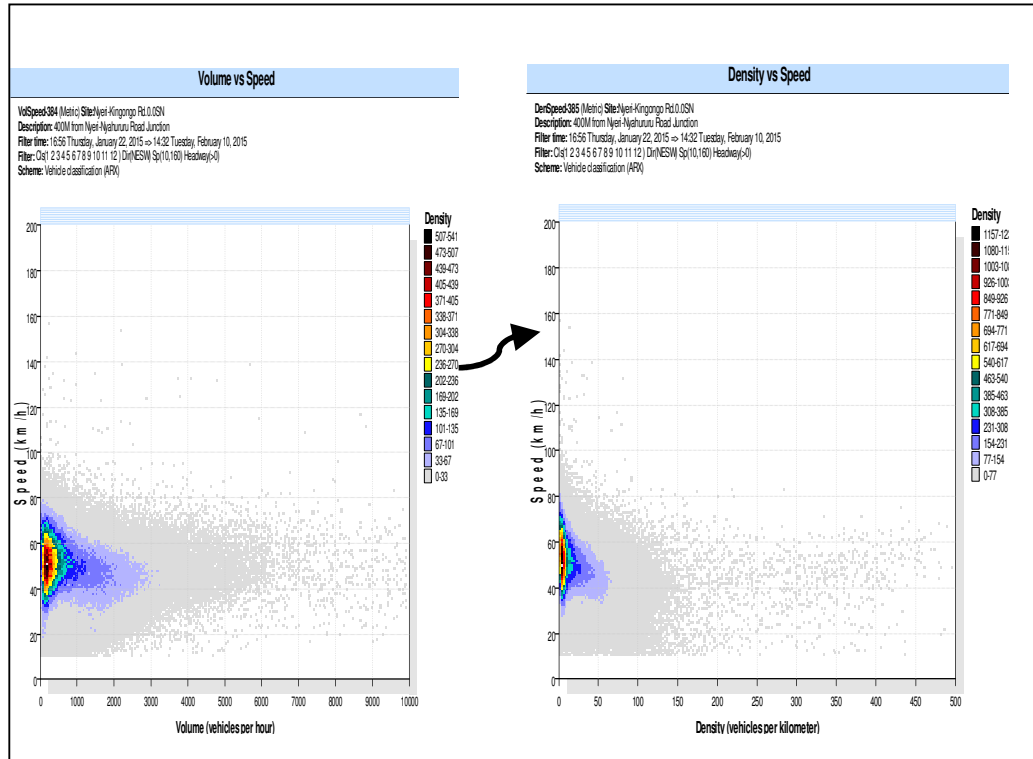 Volume vs Speed
VolSpeed-384 (Metric) Site:Nyeri-Kingongo Rd.0.0SN
Description: 400M from Nyeri-Nyahururu Road Junction
Filter time: 16:56 Thursday, January 22, 2015 => 14:32 Tuesday, February 10, 2015
Filter: Cls(1 2 3 4 5 6 7 8 9 10 11 12 ) Dir(NESW) Sp(10,160) Headway(>0)
Scheme: Vehicle classification (ARX)
Density
507-541
473-507
439-473
405-439
371-405
338-371
304-338
270-304
236-270
202-236
169-202
135-169
101-135
67-101
33-67
0-33
200
180
160
140
120
100
80
60
40
20
0
Speed (km/h)
0 1000 2000 3000 4000 5000 6000 7000 8000 9000 10000
Volume (vehicles per hour)
Density vs Speed
DenSpeed-385 (Metric) Site:Nyeri-Kingongo Rd.0.0SN
Description: 400M from Nyeri-Nyahururu Road Junction
Filter time: 16:56 Thursday, January 22, 2015 => 14:32 Tuesday, February 10, 2015
Filter: Cls(1 2 3 4 5 6 7 8 9 10 11 12 ) Dir(NESW) Sp(10,160) Headway(>0)
Scheme: Vehicle classification (ARX)
Density
1157-12
1080-11
1003-10
926-100
849-926
771-849
694-771
617-694
540-617
463-540
385-463
308-385
231-308
154-231
77-154
0-77
200
180
160
140
120
100
80
60
40
20
0
Speed (km/h)
0 50 100 150 200 250 300 350 400 450 500
Density (vehicles per kilometer)